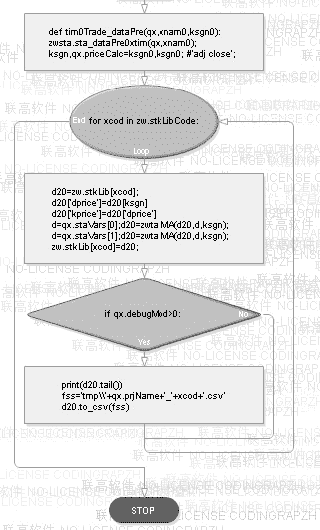 def tim0Trade_dataPre(qx,xnam0,ksgn0):
zwsta.sta_dataPre0xtim(qx,xnam0);
ksgn,qx.priceCalc=ksgn0,ksgn0; #'adj close';
End
for xcod in zw.stkLibCode:
Loop
d20=zw.stkLib[xcod];
d20['dprice']=d20[ksgn]
d20['kprice']=d20['dprice']
d=qx.staVars[0];d20=zwta.MA(d20,d,ksgn);
d=qx.staVars[1];d20=zwta.MA(d20,d,ksgn);
zw.stkLib[xcod]=d20;
if qx.debugMod>0:
No
Yes
print(d20.tail())
fss='tmp\\'+qx.prjName+'_'+xcod+'.csv'
d20.to_csv(fss)
STOP